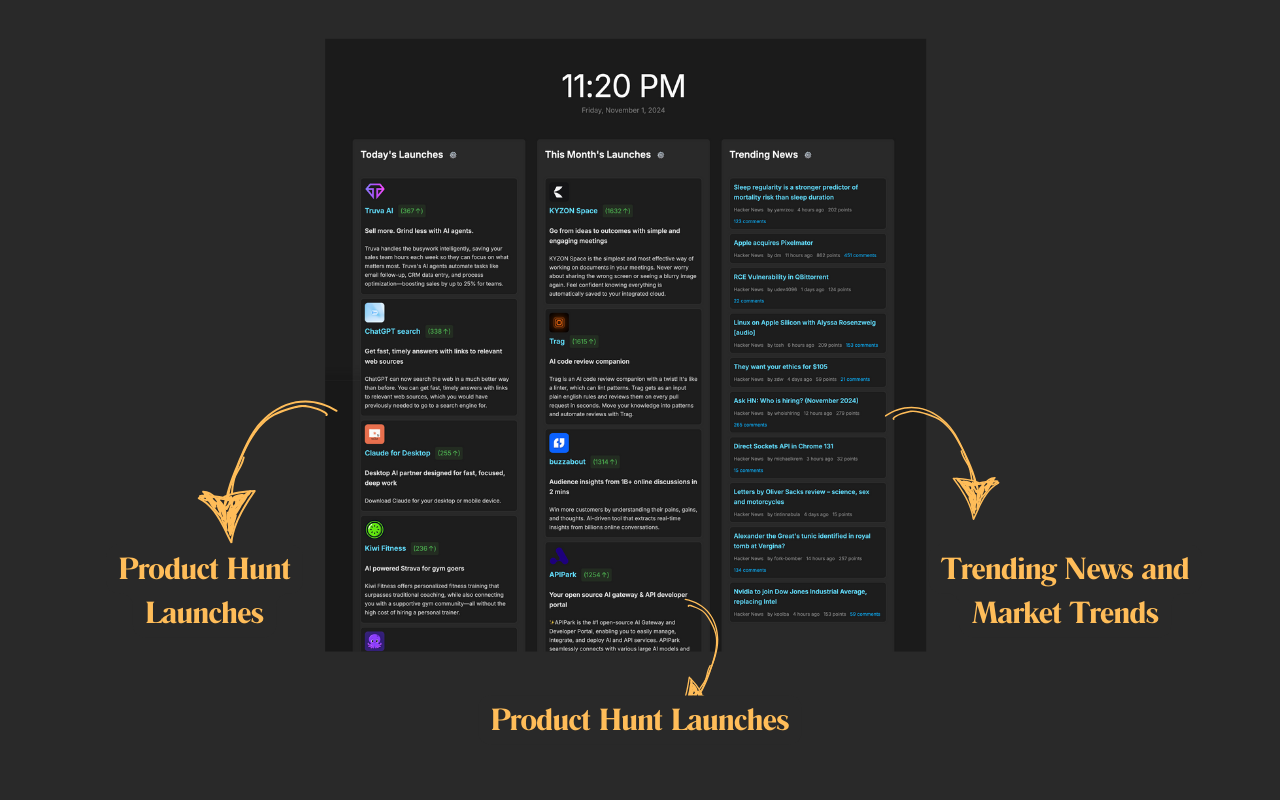 11:20 PM
Friday, November 1, 2024
Today's Launches
Truva AI (367 ↑)
Sell more. Grind less with AI agents.
Truva handles the busywork intelligently, saving your
sales team hours each week so they can focus on what
matters most. Truva's AI agents automate tasks like
email follow-up, CRM data entry, and process
optimization—boosting sales by up to 25% for teams.
ChatGPT search (338 ↑)
Get fast, timely answers with links to relevant
web sources
ChatGPT can now search the web in a much better way
than before. You can get fast, timely answers with links
to relevant web sources, which you would have
previously needed to go to a search engine for.
Claude for Desktop (255 ↑)
Desktop AI partner designed for fast, focused,
deep work
Download Claude for your desktop or mobile device.
Kiwi Fitness (236 ↑)
AI powered Strava for gym goers
Kiwi Fitness offers personalized fitness training that
surpasses traditional coaching, while also connecting
you with a supportive gym community—all without the
high cost of hiring a personal trainer.
This Month's Launches
KYZON Space (1632 ↑)
Go from ideas to outcomes with simple and
engaging meetings
KYZON Space is the simplest and most effective way of
working on documents in your meetings. Never worry
about sharing the wrong screen or seeing a blurry image
again. Feel confident knowing everything is
automatically saved to your integrated cloud.
Trag (1615 ↑)
AI code review companion
Trag is an AI code review companion with a twist! It's like
a linter, which can lint patterns. Trag gets as an input
plain english rules and reviews them on every pull
request in seconds. Move your knowledge into patterns
and automate reviews with Trag.
buzzabout (1314 ↑)
Audience insights from 1B+ online discussions in
2 mins
Win more customers by understanding their pains, gains,
and thoughts. AI-driven tool that extracts real-time
insights from billions online conversations.
APIPark (1254 ↑)
Your open source AI gateway & API developer
portal
✨APIPark is the #1 open-source AI Gateway and
Developer Portal, enabling you to easily manage,
integrate, and deploy AI and API services. APIPark
seamlessly connects with various large AI models and
Trending News
Sleep regularity is a stronger predictor of
mortality risk than sleep duration
Hacker News by 4 hours ago 202 points
comments
Apple acquires Pixelmator
Hacker News by 11 hours ago points comments
RCE Vulnerability in QBittorrent
Hacker News by days ago 124 points
comments
Linux on Apple Silicon with Alyssa Rosenzweig
[audio]
Hacker News by 6 hours ago 209 points 153 comments
They want your ethics for $105
Hacker News by 4 days ago points 21 comments
Ask HN: Who is hiring? (November 2024)
Hacker News by whoishiring 12 hours ago 279 points
265 comments
Direct Sockets API in Chrome 131
Hacker News by michaelkrem 3 hours ago 32 points
15 comments
Letters by Oliver Sacks review – science, sex
and motorcycles
Hacker News by days ago 15 points
Alexander the Great's tunic identified in royal
tomb at Vergina?
Hacker News by 14 hours ago points
134 comments
Nvidia to join Dow Jones Industrial Average,
replacing Intel
Hacker News by 4 hours ago 153 points comments
Product Hunt
Launches
Product Hunt Launches
Trending News and
Market Trends